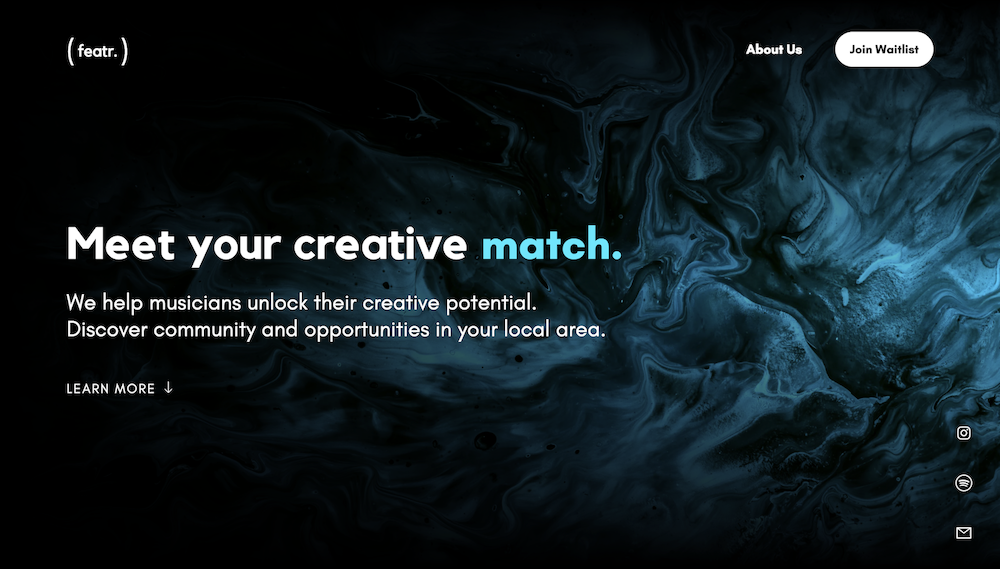 ( featr. )
About Us
Join Waitlist
Meet your creative match.
We help musicians unlock their creative potential.
Discover community and opportunities in your local area.
LEARN MORE ↓